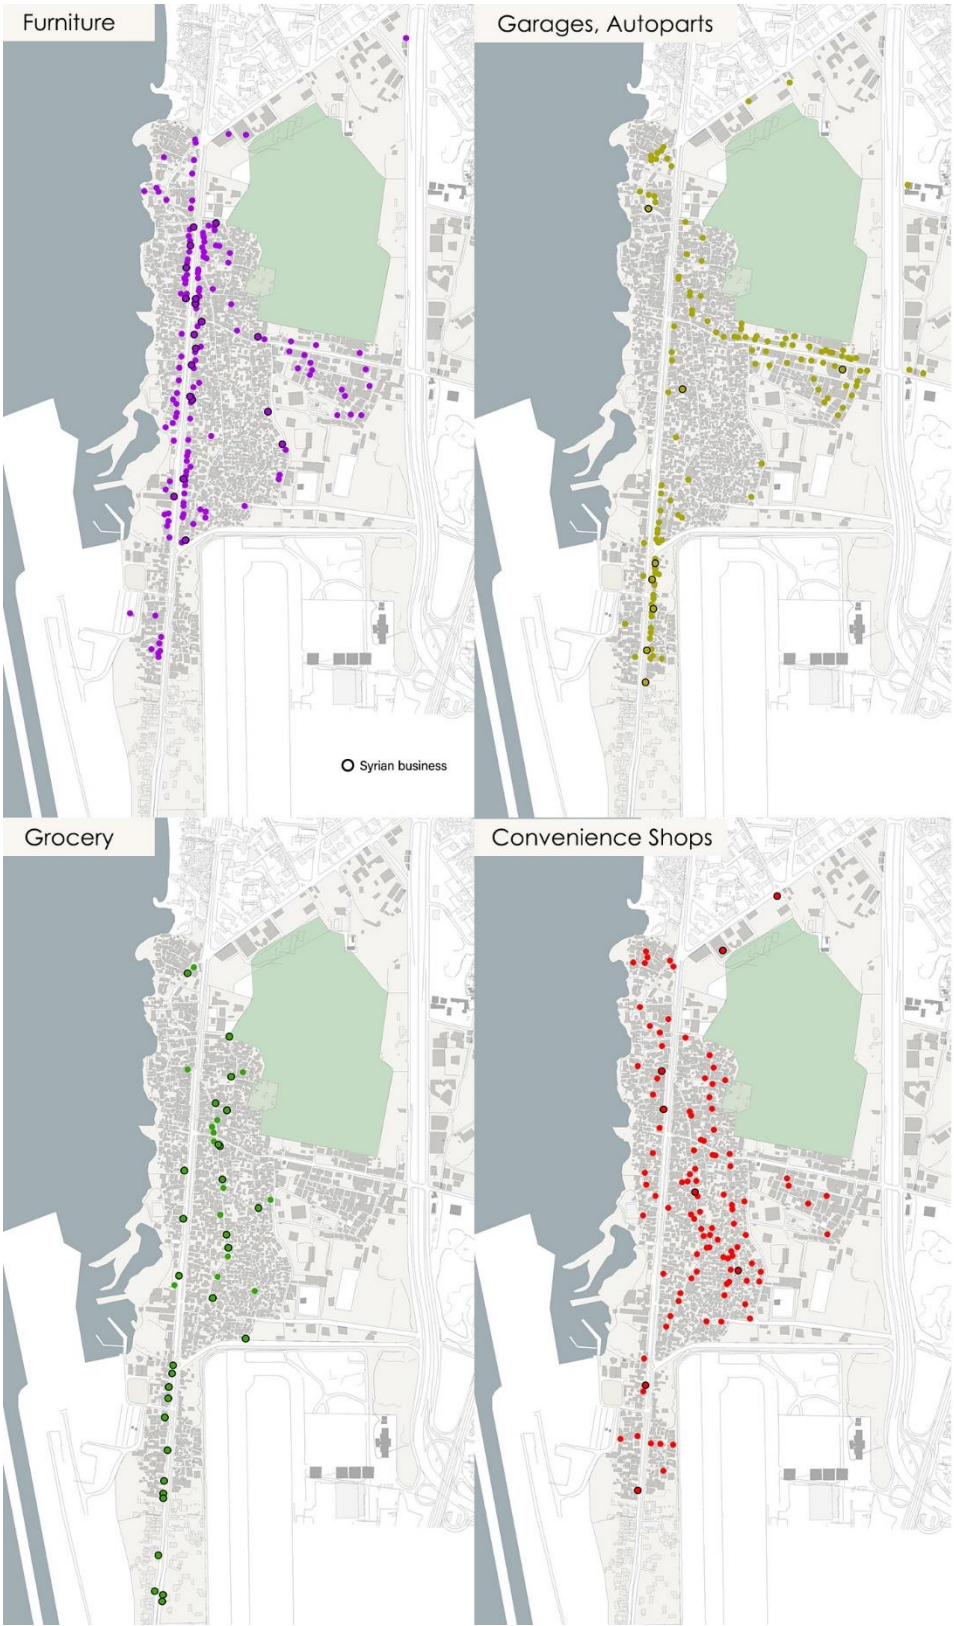 Furniture
Garages, Autoparts
Syrian business
Grocery
Convenience Shops